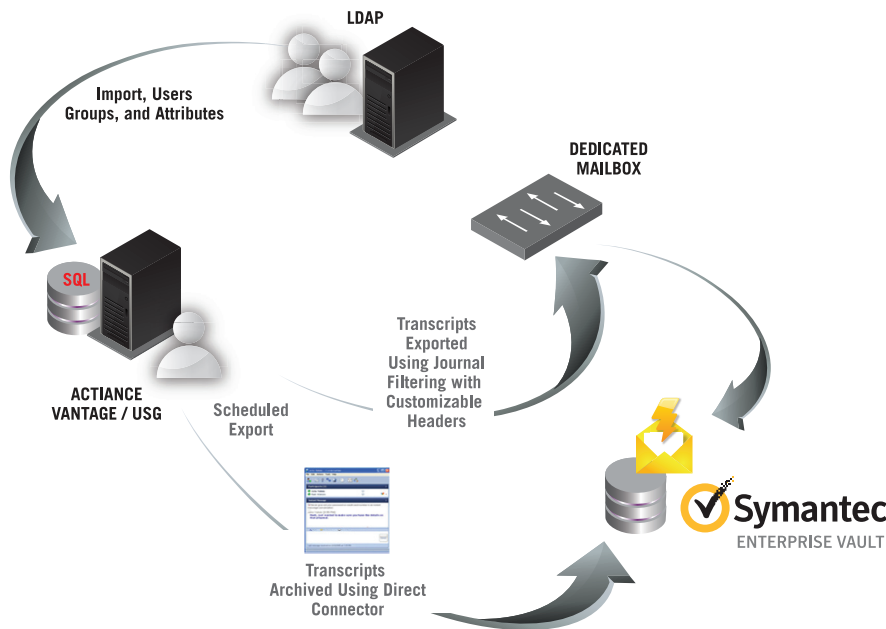 LDAP
Import, Users
Groups, and Attributes
DEDICATED
MAILBOX
SQL
ACTIANCE
VANTAGE / USG
Scheduled
Export
Transcripts
Exported
Using Journal
Filtering with
Customizable
Headers
Transcripts
Archived Using Direct
Connector
Symantec
ENTERPRISE VAULT